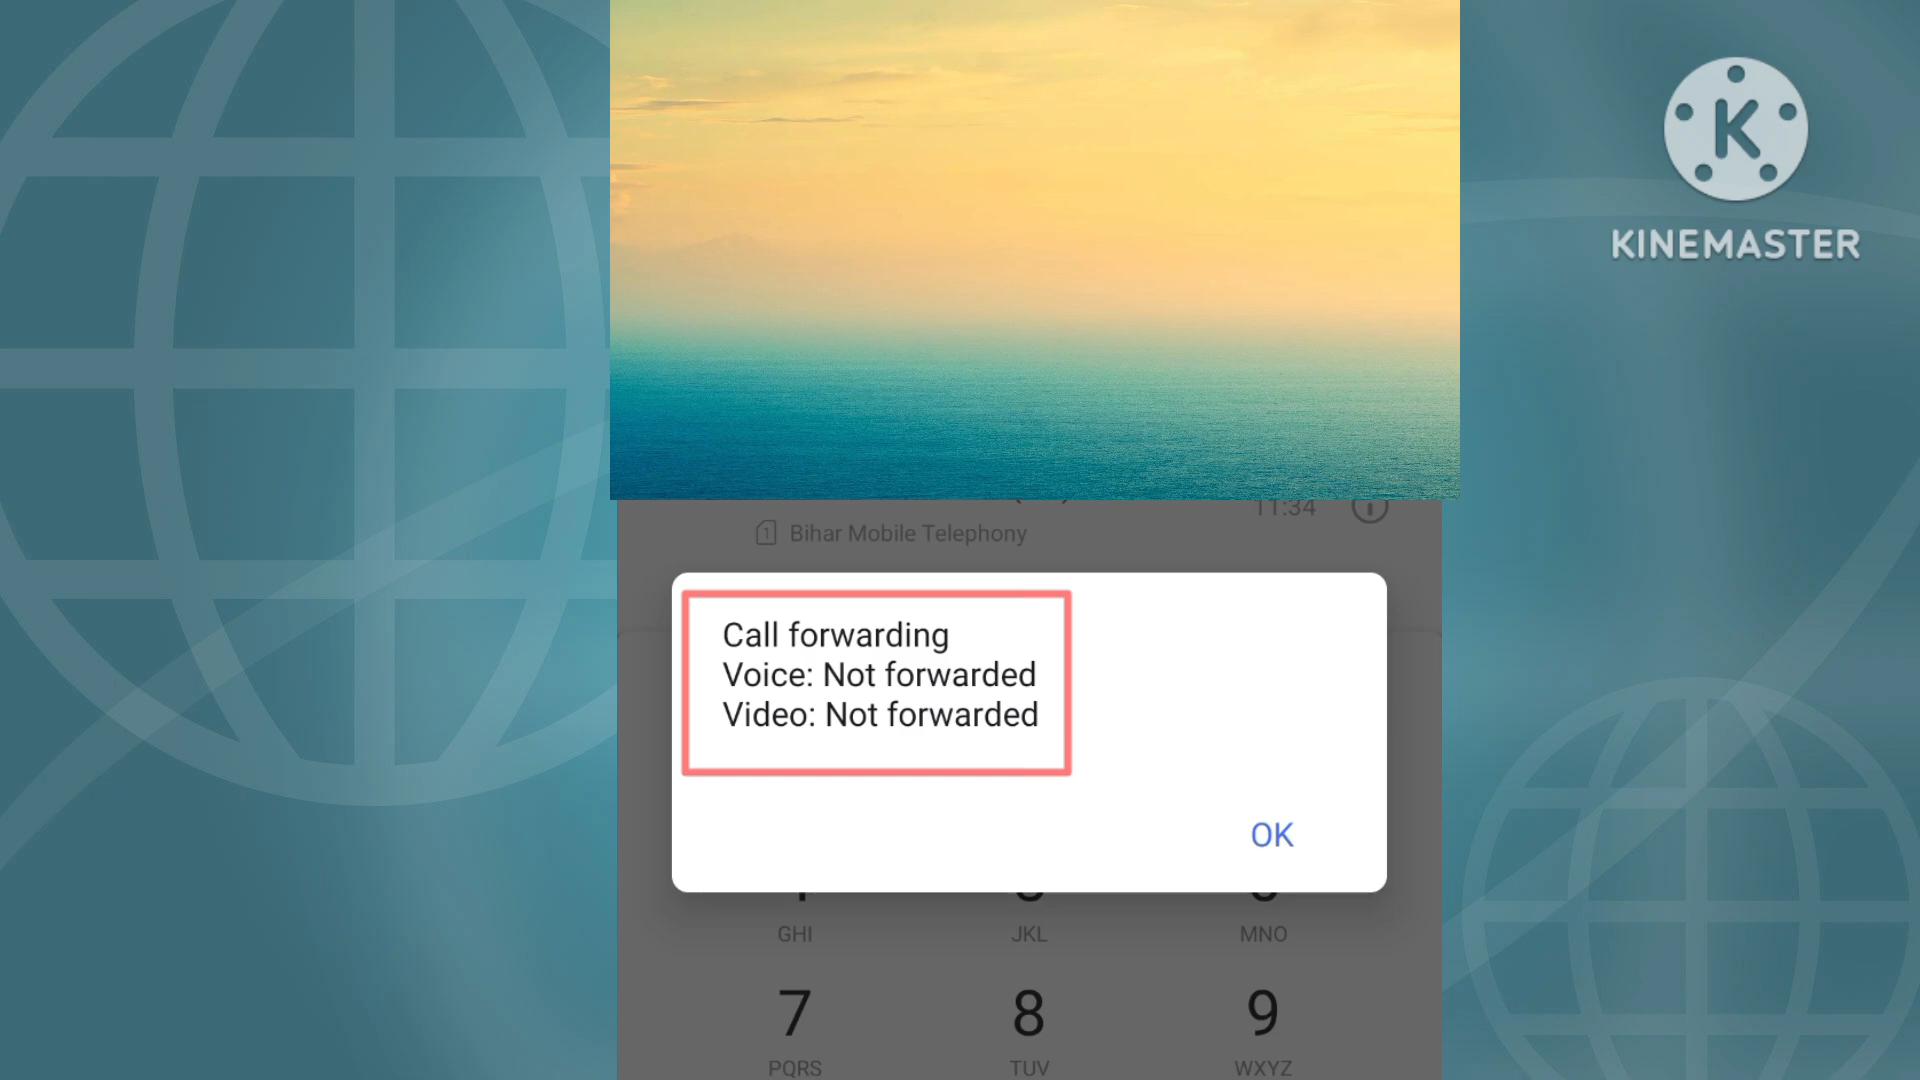 KINEMASTER
11:34
1 Bihar Mobile Telephony
Call forwarding
Voice: Not forwarded
Video: Not forwarded
OK
GHI JKL MNO
7 8 9
PQRS TUV WXYZ